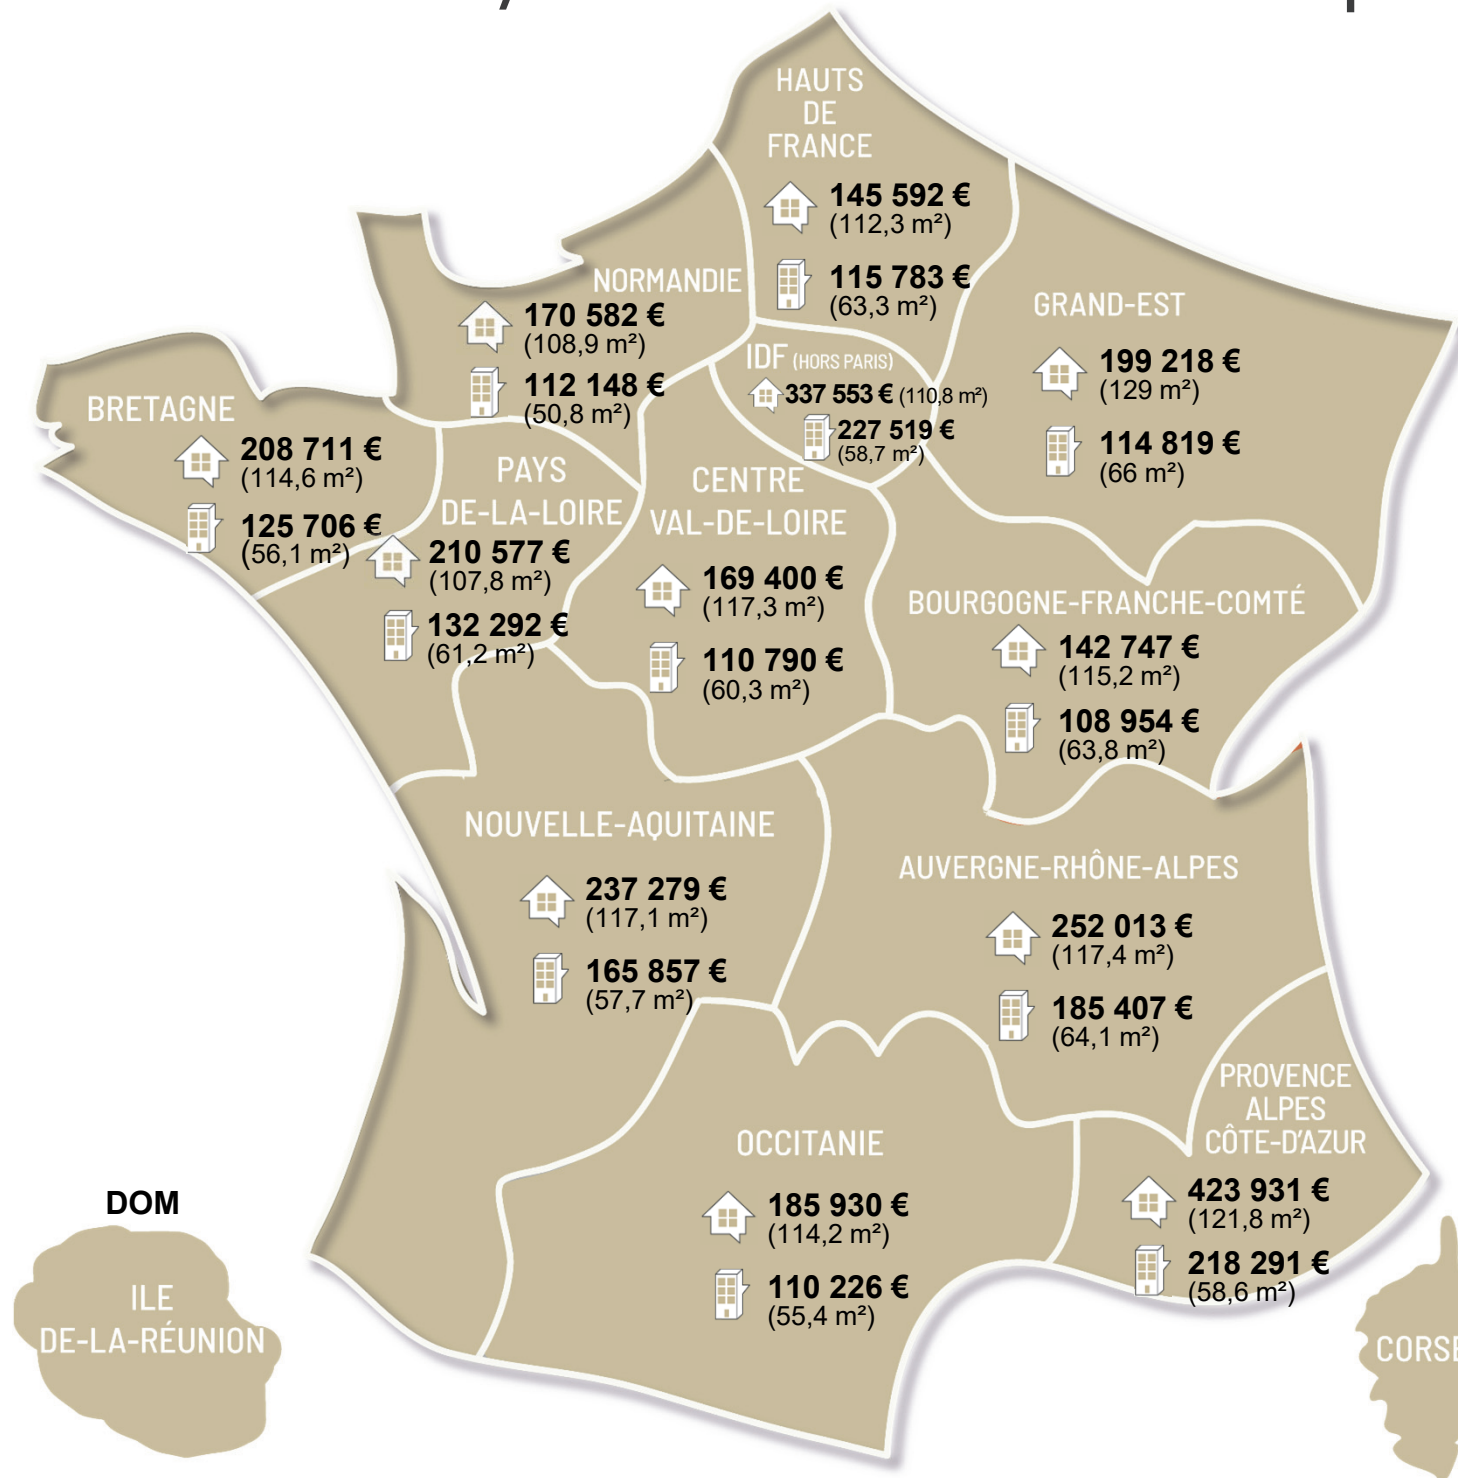 HAUTS
DE
FRANCE
145 592 €
(112,3 m²)
115 783 €
(63,3 m²)
NORMANDIE
170 582 €
(108,9 m²)
112 148 €
(50,8 m²)
IDF (HORS PARIS)
337 553 € (110,8 m²)
227 519 €
(58,7 m²)
GRAND-EST
199 218 €
(129 m²)
114 819 €
(66 m²)
BRETAGNE
208 711 €
(114,6 m²)
125 706 €
(56,1 m²)
PAYS
DE-LA-LOIRE
210 577 €
(107,8 m²)
132 292 €
(61,2 m²)
CENTRE
VAL-DE-LOIRE
169 400 €
(117,3 m²)
110 790 €
(60,3 m²)
BOURGOGNE-FRANCHE-COMTÉ
142 747 €
(115,2 m²)
108 954 €
(63,8 m²)
NOUVELLE-AQUITAINE
237 279 €
(117,1 m²)
165 857 €
(57,7 m²)
AUVERGNE-RHÔNE-ALPES
252 013 €
(117,4 m²)
185 407 €
(64,1 m²)
PROVENCE
ALPES
CÔTE-D'AZUR
423 931 €
(121,8 m²)
218 291 €
(58,6 m²)
OCCITANIE
185 930 €
(114,2 m²)
110 226 €
(55,4 m²)
DOM
ILE
DE-LA-RÉUNION
CORSE